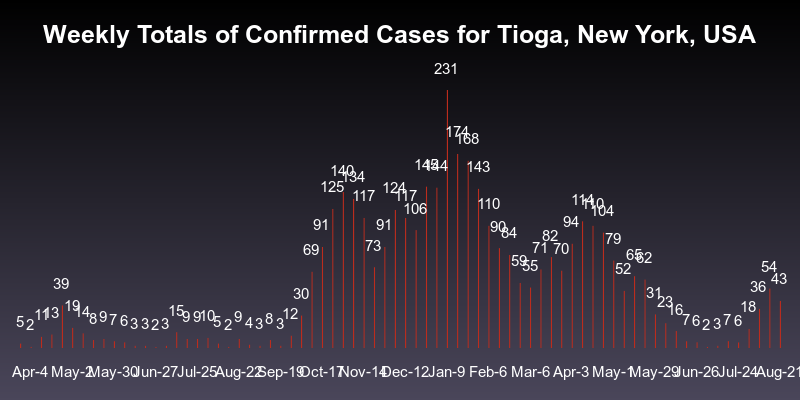 Weekly Totals of Confirmed Cases for Tioga, New York, USA
5 2 11 13 39 19 14 8 9 7 6 3 3 2 3 15 9 9 10 5 2 9 4 3 8 3 12 30 69 91 125 140 134 117 73 91 124 117 106 145 144 231 174 168 143 110 90 84 59 55 71 82 70 94 114 110 104 79 52 65 62 31 23 16 7 6 2 3 7 6 18 36 54 43
Apr-4 May-2 May-30 Jun-27 Jul-25 Aug-22 Sep-19 Oct-17 Nov-14 Dec-12 Jan-9 Feb-6 Mar-6 Apr-3 May-1 May-29 Jun-26 Jul-24 Aug-21